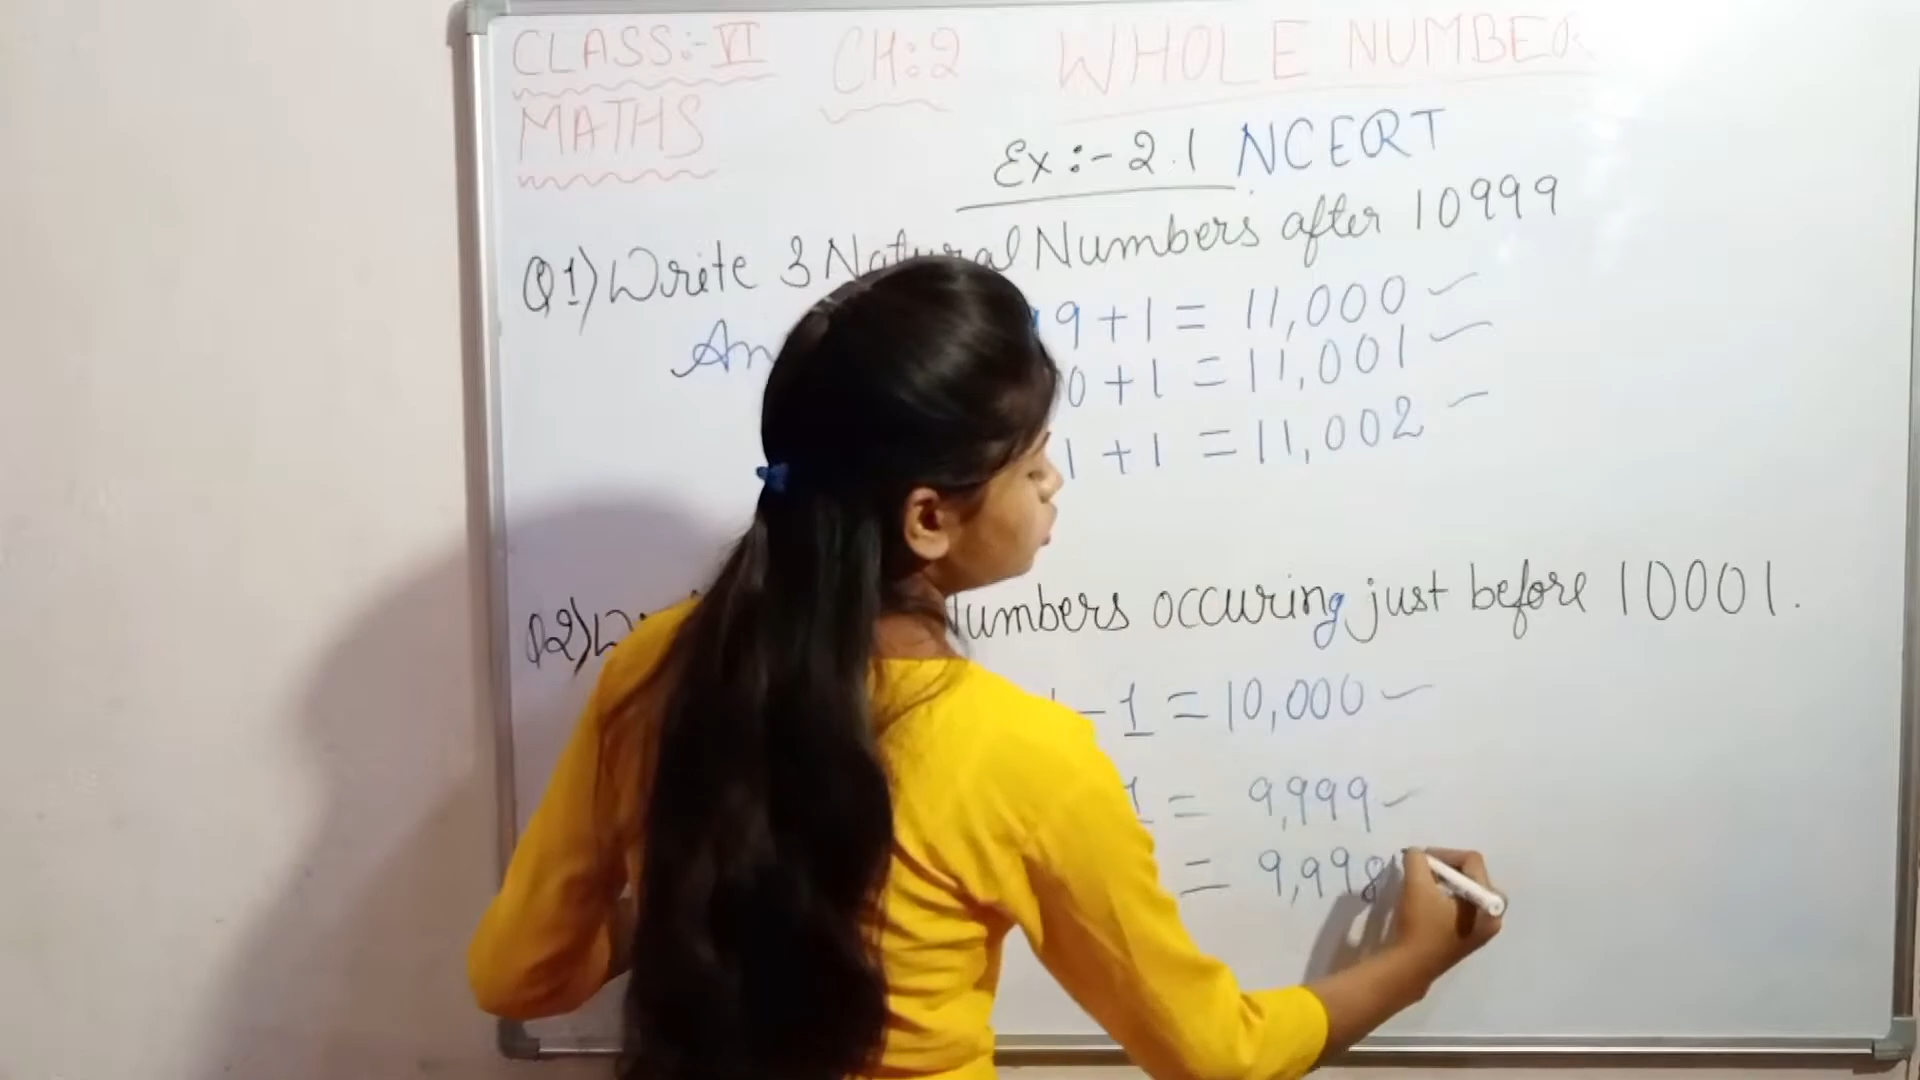 CLASS:-VI CH:2 WHOLE NUMBER
MATHS
Ex:-2.1 NCERT
Q1) Write 3 Natural Numbers after 10999
9+1 = 11,000
0+1 = 11,001
1+1 = 11,002
Q2) Numbers occuring just before 10001.
-1 = 10,000
1 = 9,999
= 9,998